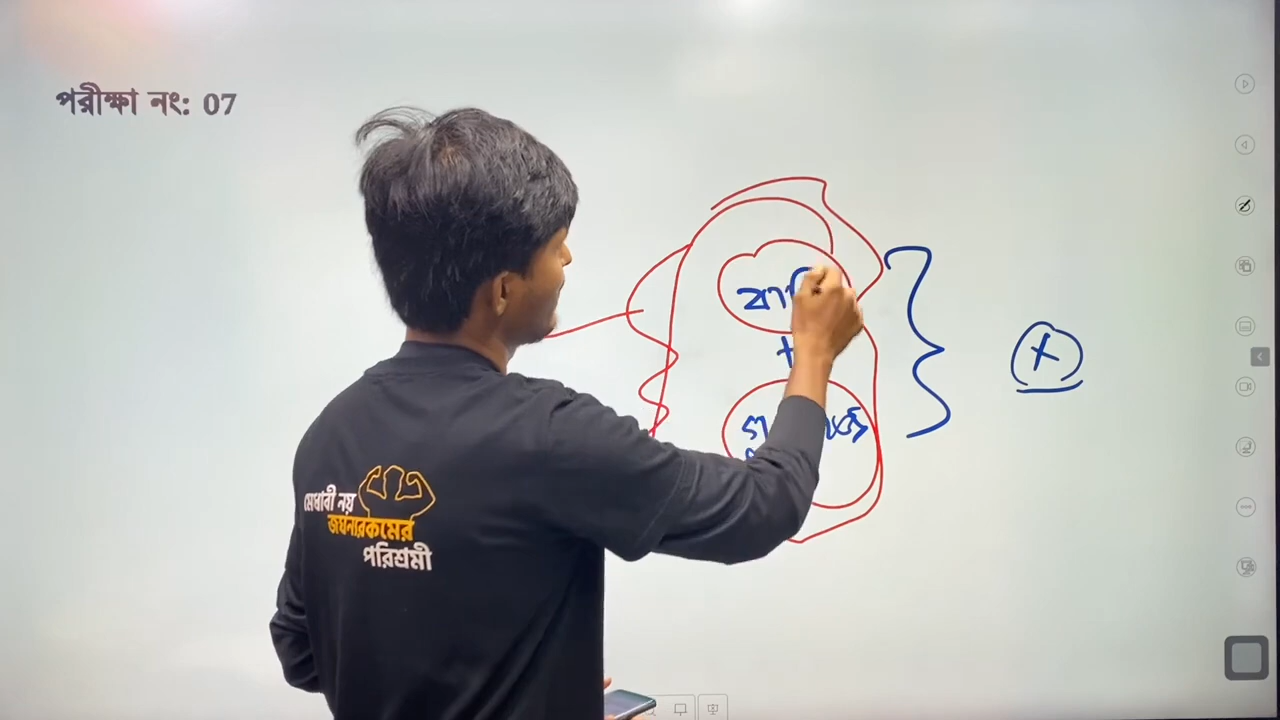 পরীক্ষা নং: 07
+
x
মেধাবী নয়
জঘন্যরকমের
পরিশ্রমী